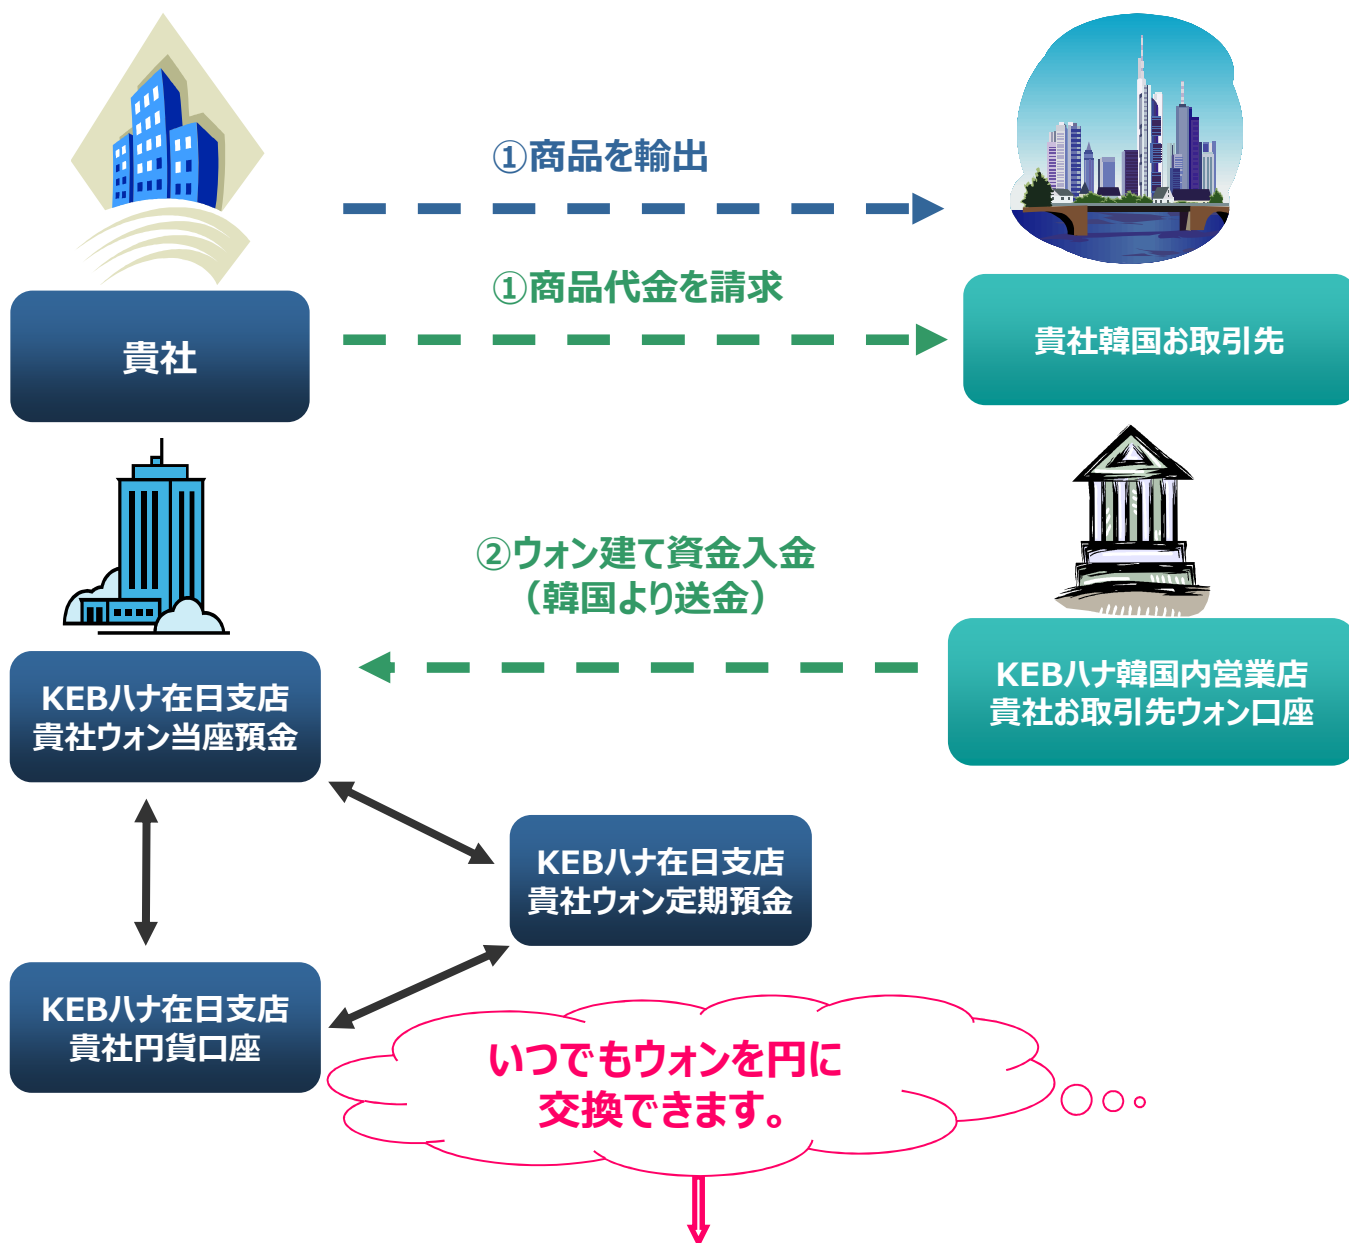 ①商品を輸出
①商品代金を請求
貴社
貴社韓国お取引先
②ウォン建て資金入金
（韓国より送金）
KEBハナ在日支店
貴社ウォン当座預金
KEBハナ韓国内営業店
貴社お取引先ウォン口座
KEBハナ在日支店
貴社ウォン定期預金
KEBハナ在日支店
貴社円貨口座
いつでもウォンを円に
交換できます。